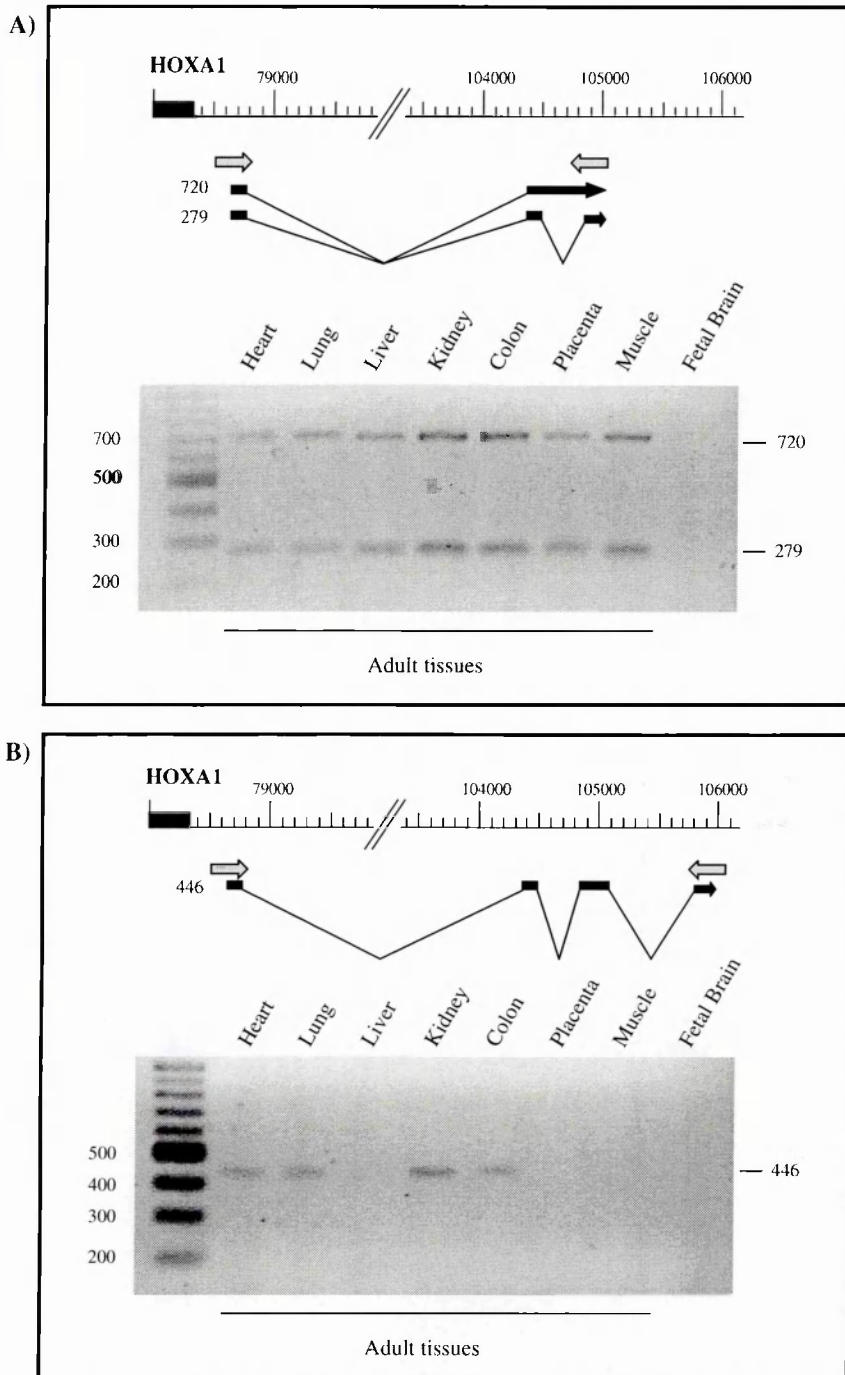 A)
HOXA1
79000 104000 105000 106000
720
279
Heart Lung Liver Kidney Colon Placenta Muscle Fetal Brain
700
500
300
200
720
279
Adult tissues
B)
HOXA1
79000 104000 105000 106000
446
Heart Lung Liver Kidney Colon Placenta Muscle Fetal Brain
500
400
300
200
446
Adult tissues